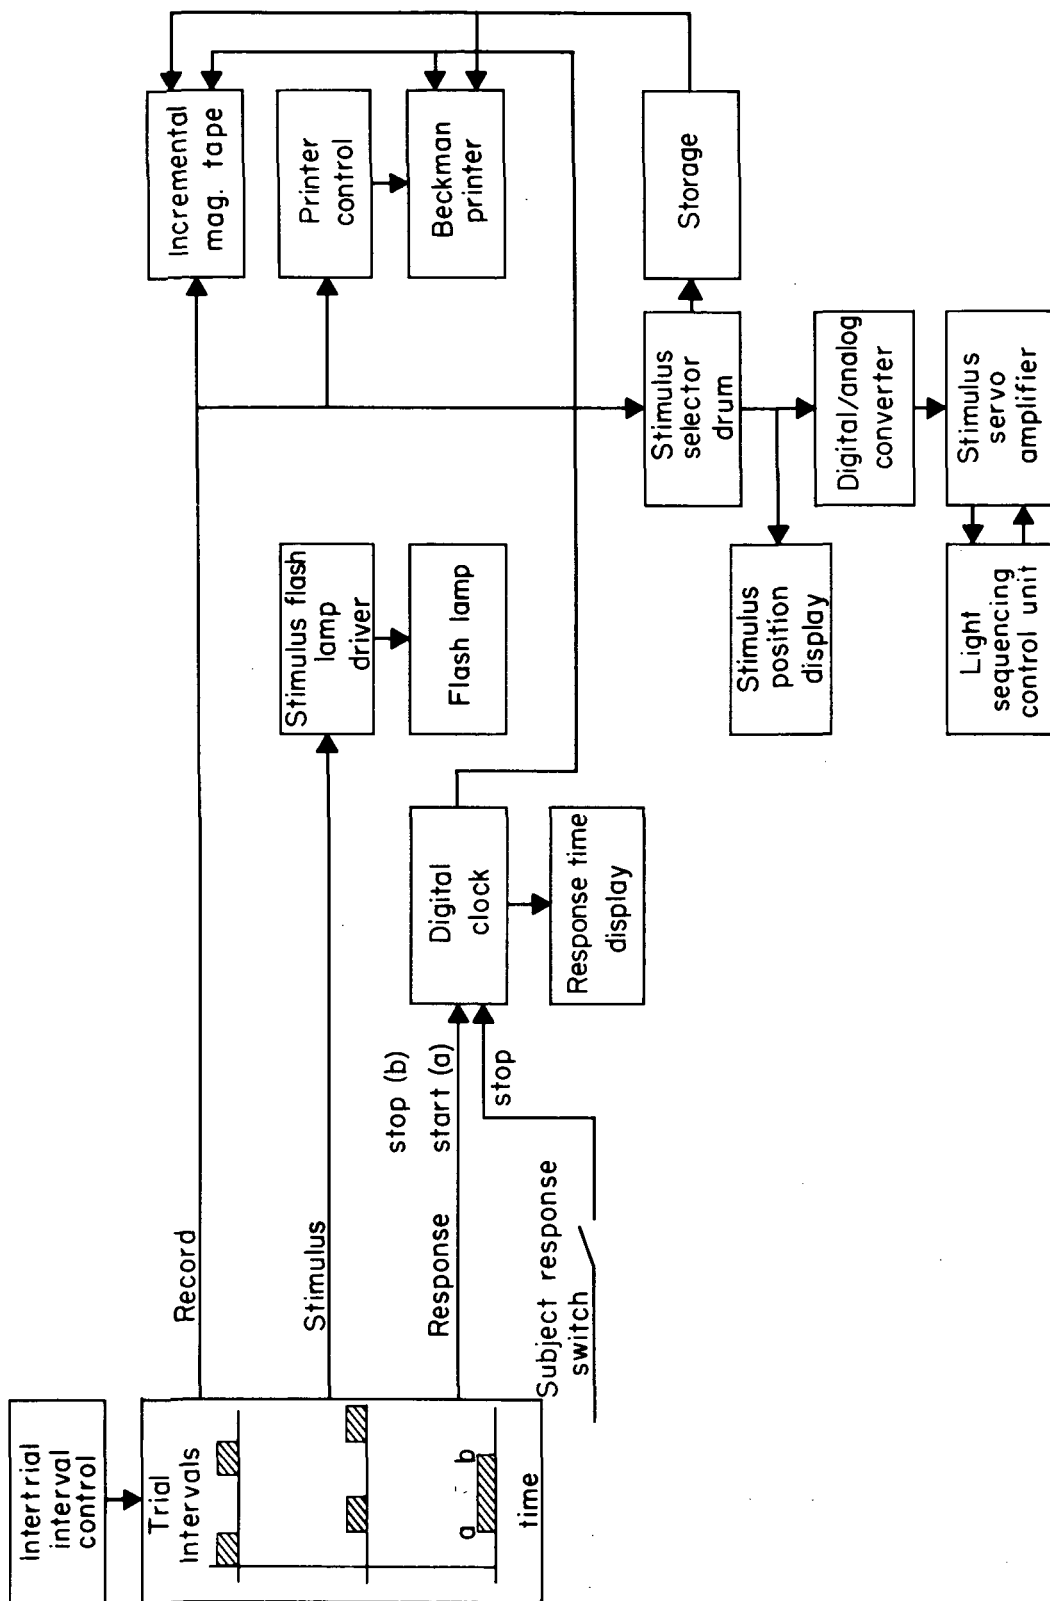 Intertrial
interval
control
Trial
Intervals
a
b
time
Record
Stimulus
Response
stop (b)
start (a)
stop
Subject response
switch
Digital
clock
Response time
display
Stimulus flash
lamp
driver
Flash lamp
Incremental
mag. tape
Printer
control
Beckman
printer
Storage
Stimulus
selector
drum
Stimulus
position
display
Digital/analog
converter
Stimulus
servo
amplifier
Light
sequencing
control unit